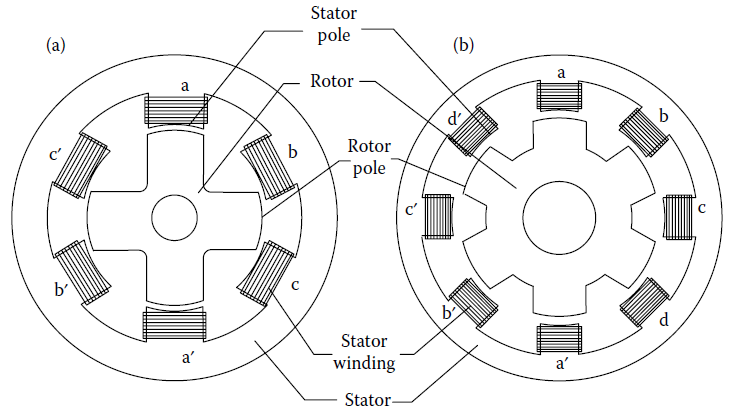 Stator
pole
(a)
(b)
Rotor
a
a
d′
b
c′
b
Rotor
pole
c′
c
b′
c
b′
d
Stator
winding
a′
a′
Stator